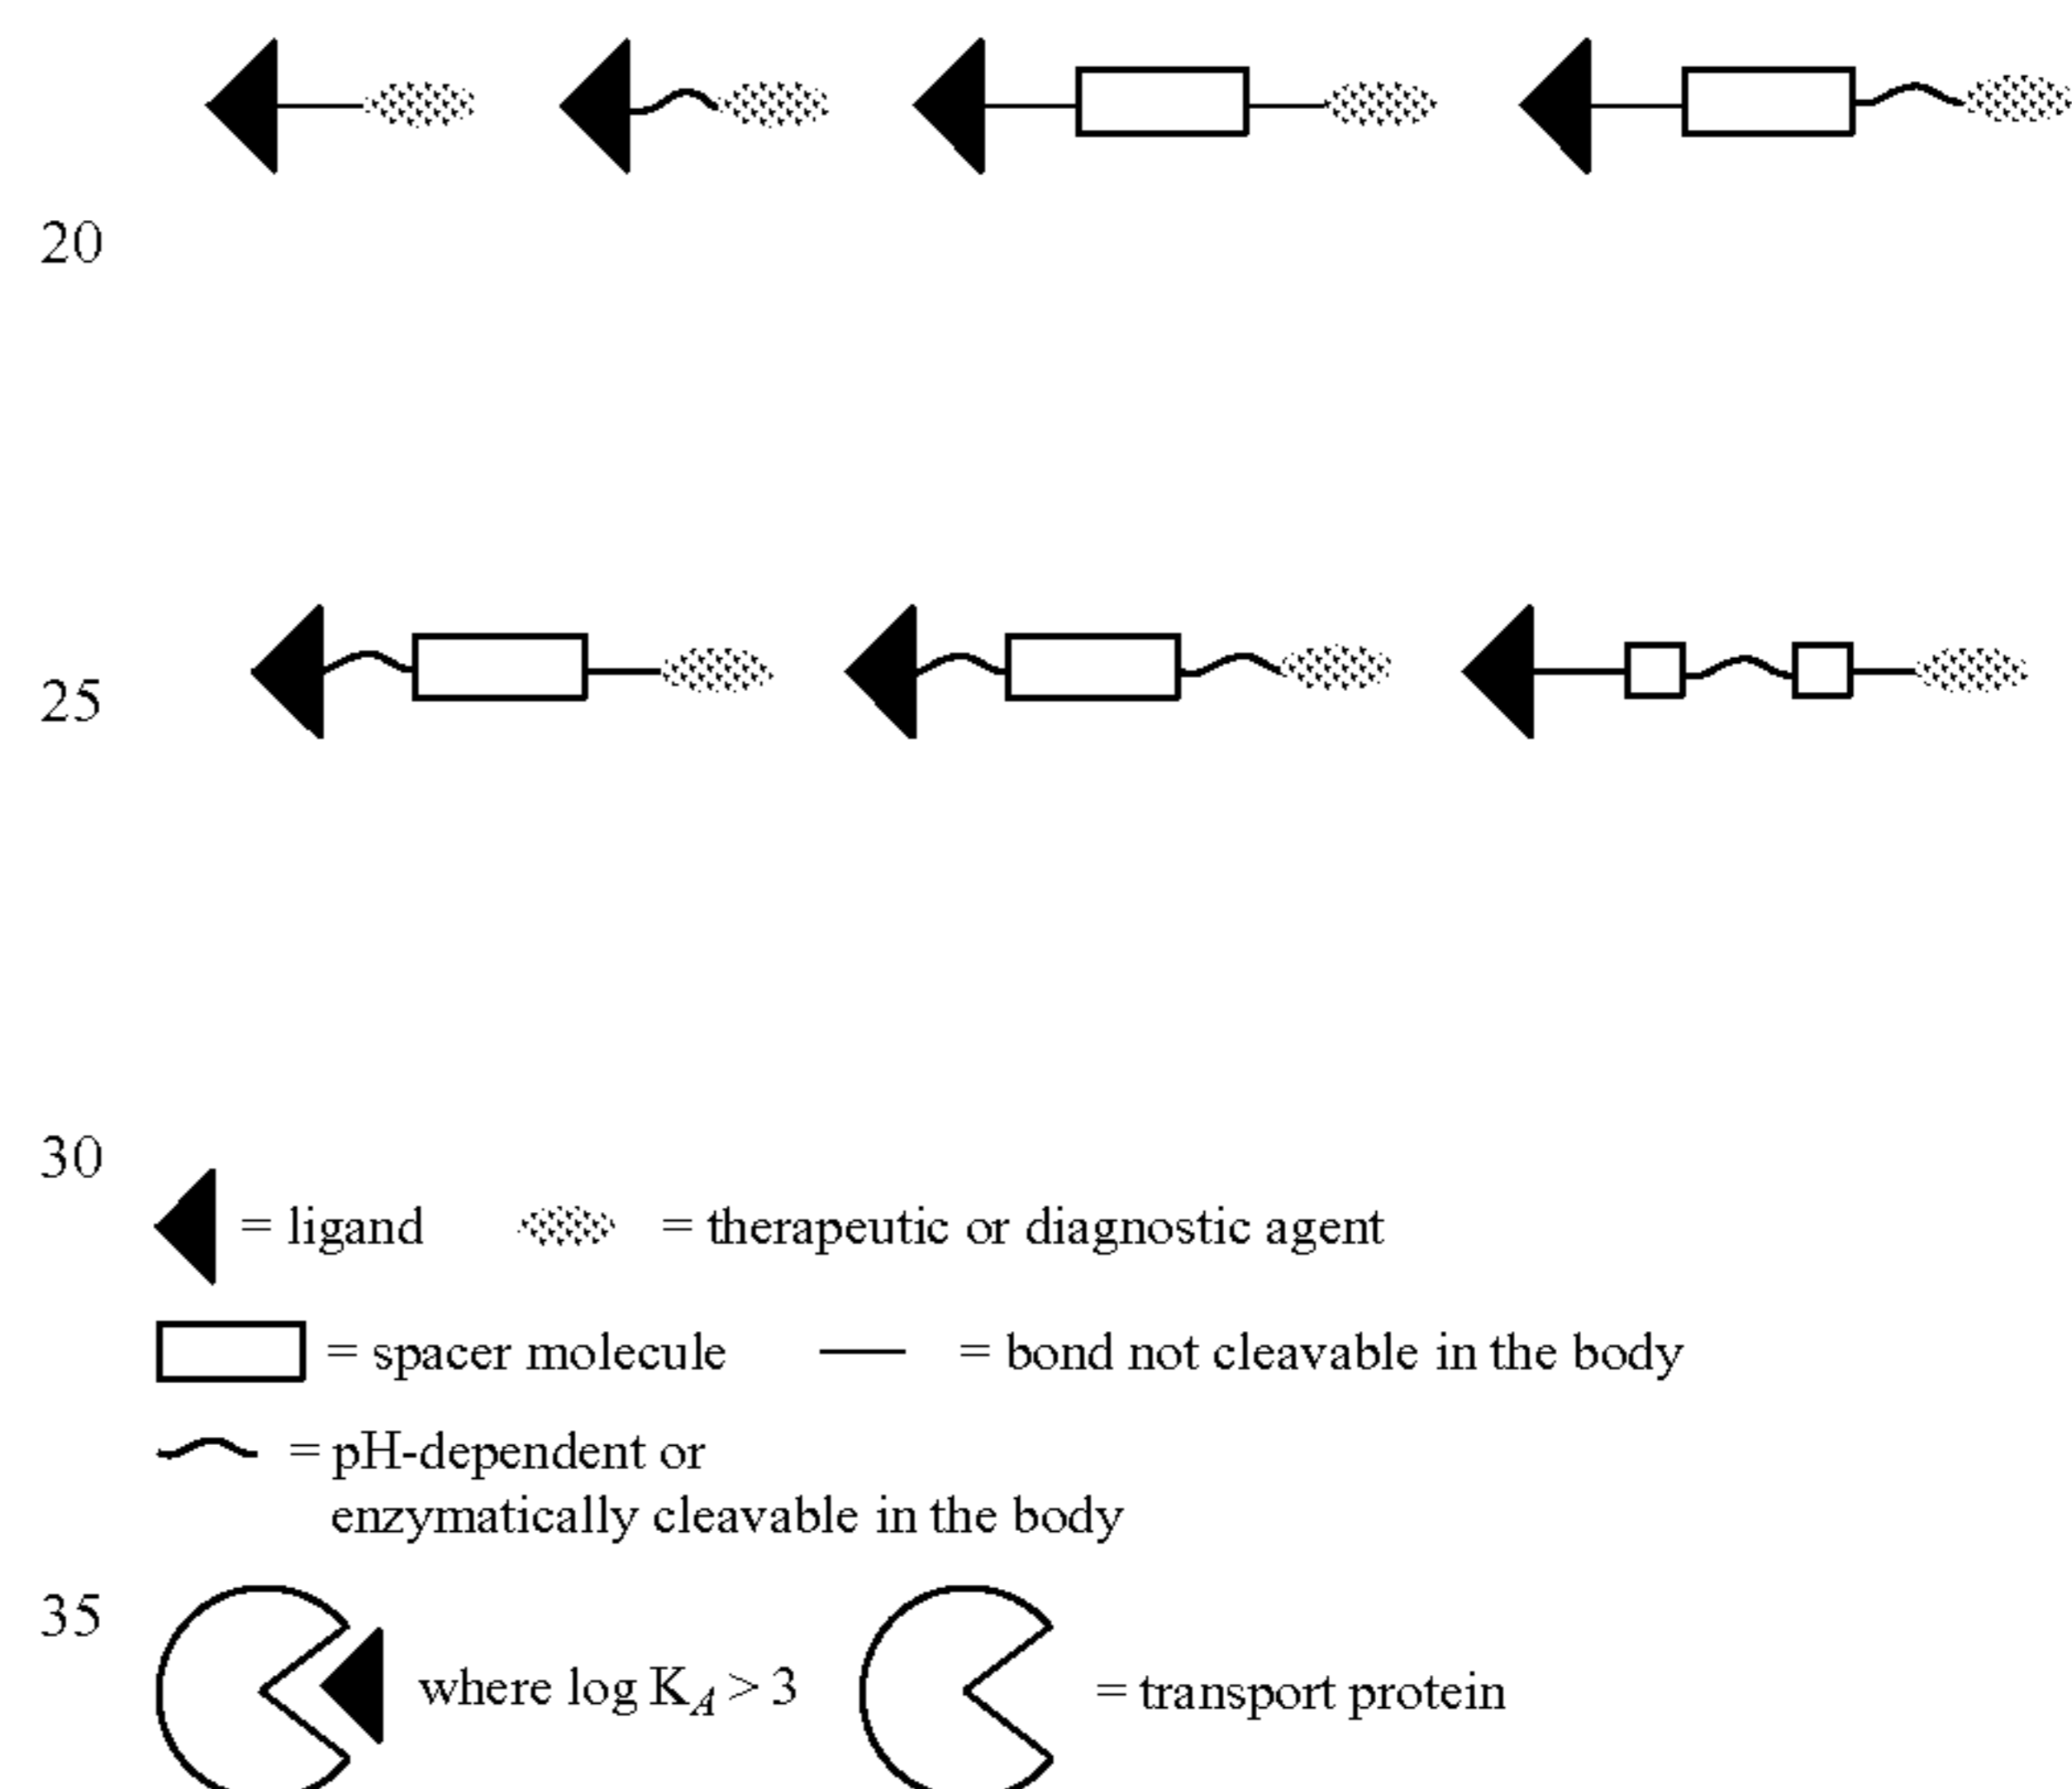 20
25
30
= ligand = therapeutic or diagnostic agent
= spacer molecule = bond not cleavable in the body
= pH-dependent or
enzymatically cleavable in the body
35
where log K_A > 3 = transport protein